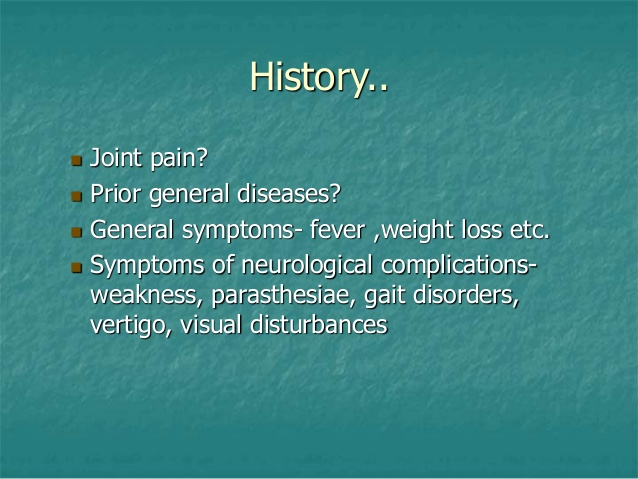 History..
Joint pain?
Prior general diseases?
General symptoms- fever ,weight loss etc.
Symptoms of neurological complications-
weakness, parasthesiae, gait disorders,
vertigo, visual disturbances